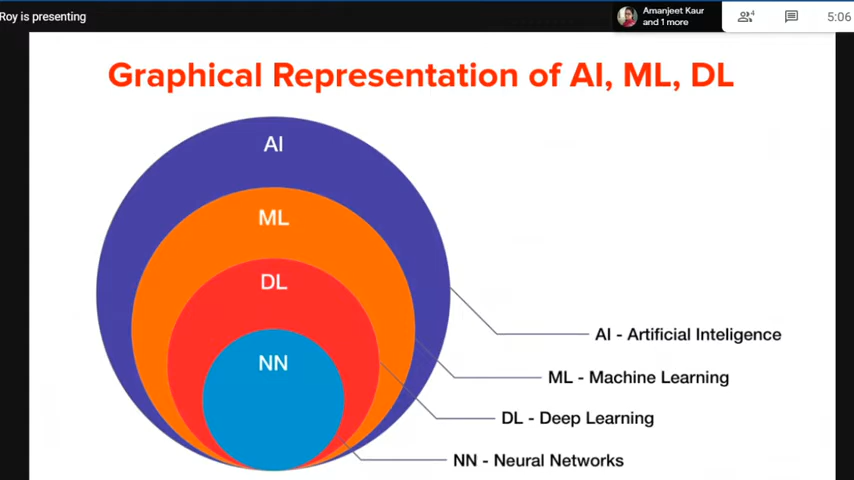 Roy is presenting
Amanjeet Kaur
and 1 more
4
5:06
Graphical Representation of AI, ML, DL
AI
ML
DL
NN
AI - Artificial Inteligence
ML - Machine Learning
DL - Deep Learning
NN - Neural Networks